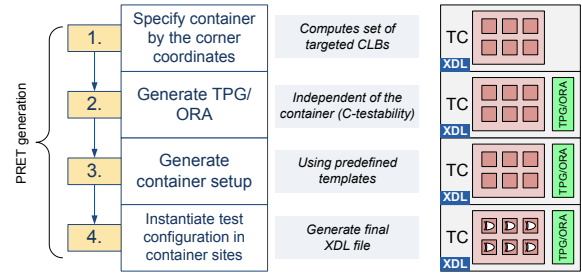 PRET generation
1.
Specify container
by the corner
coordinates
Computes set of
targeted CLBs
TC
XDL
2.
Generate TPG/
ORA
Independent of the
container (C-testability)
TC
XDL
TPG/ORA
3.
Generate
container setup
Using predefined
templates
TC
XDL
TPG/ORA
4.
Instantiate test
configuration in
container sites
Generate final
XDL file
TC
XDL
TPG/ORA